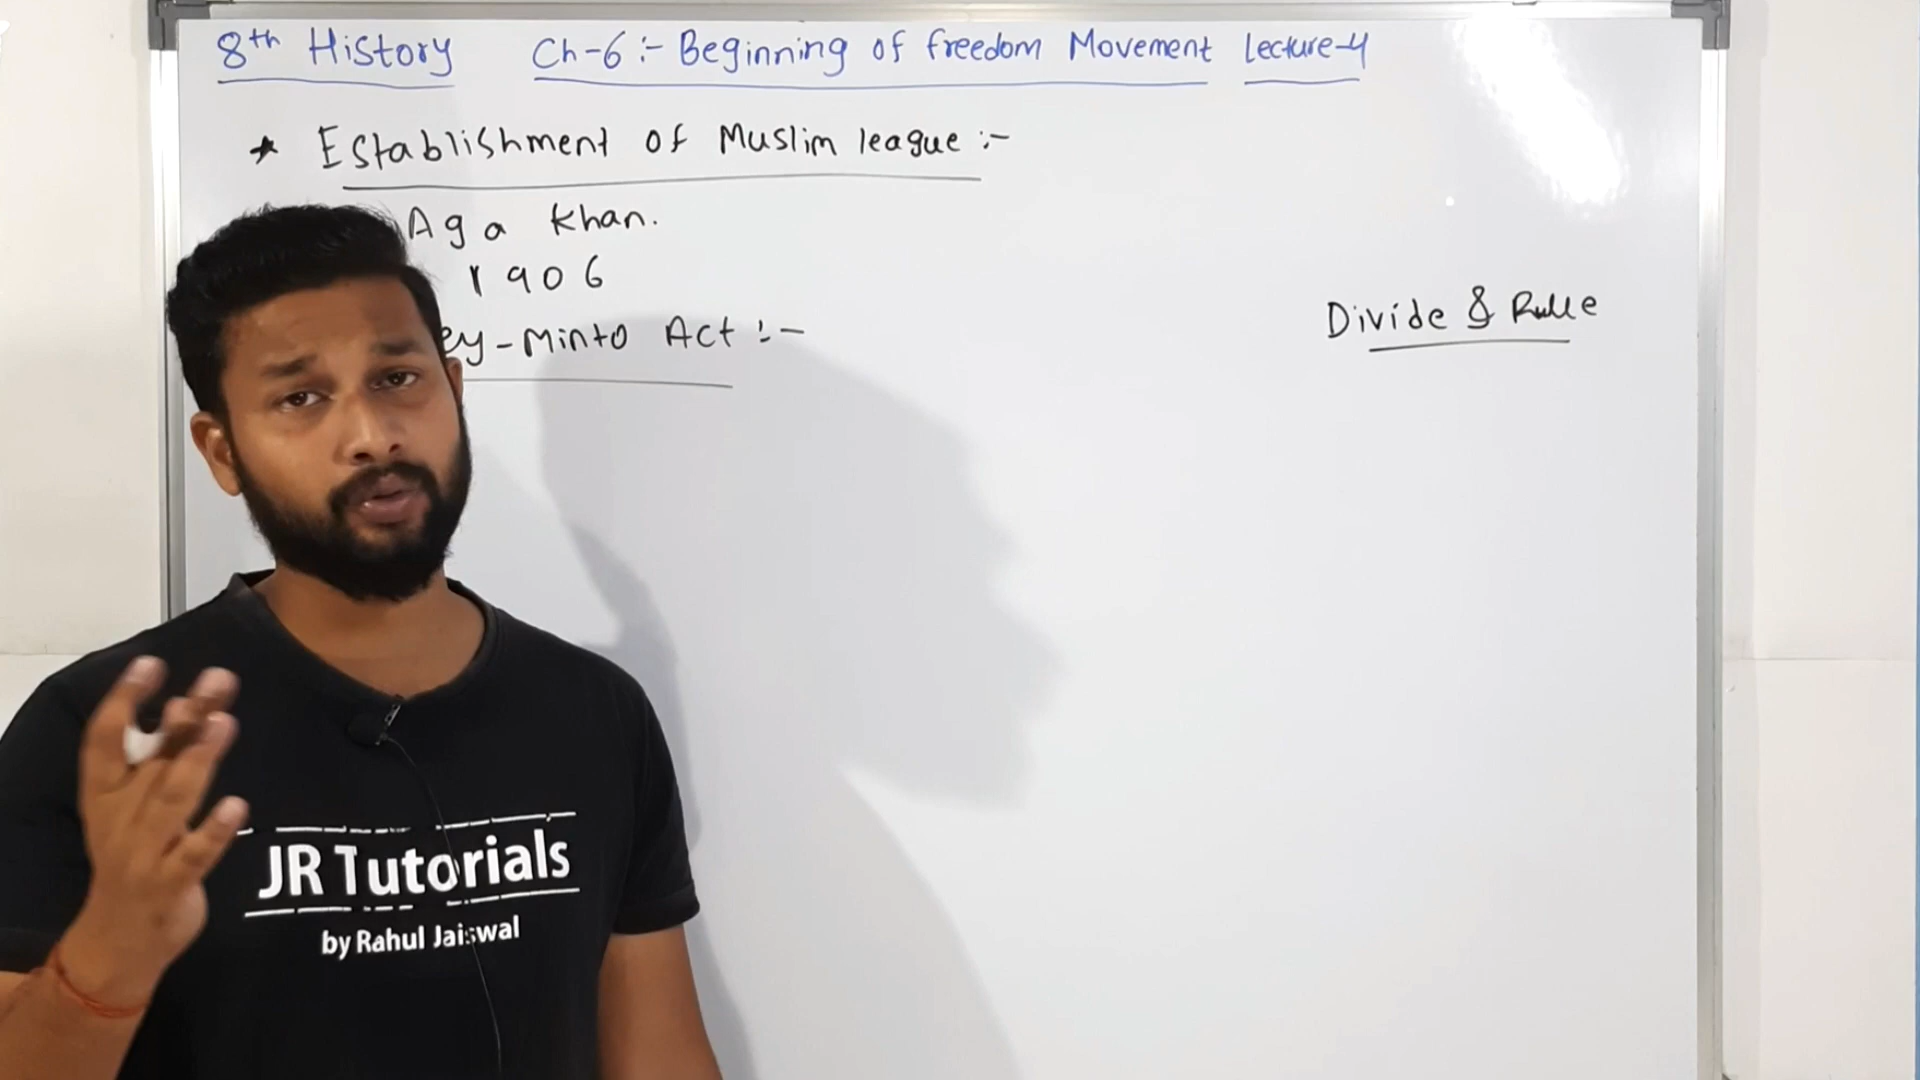 8th History Ch-6 :- Beginning of freedom Movement Lecture-4
* Establishment of Muslim league :-
Aga Khan.
1906
ey-Minto Act :-
Divide & Rule
JR Tutorials
by Rahul Jaiswal